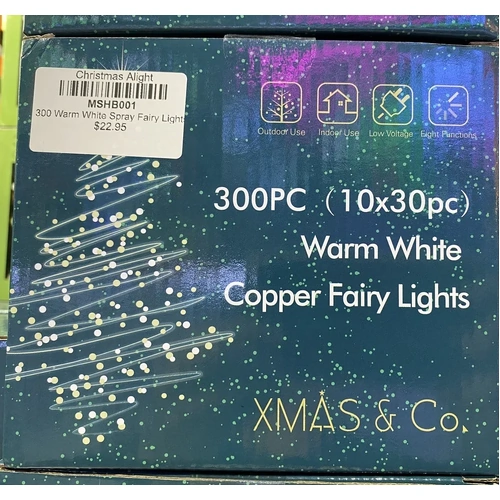 Christmas Alight
MSHB001
300 Warm White Spray Fairy Light
$22.95
Outdoor Use Indoor Use Low Voltage Eight Functions
300PC (10x30pc)
Warm White
Copper Fairy Lights
XMAS & Co.